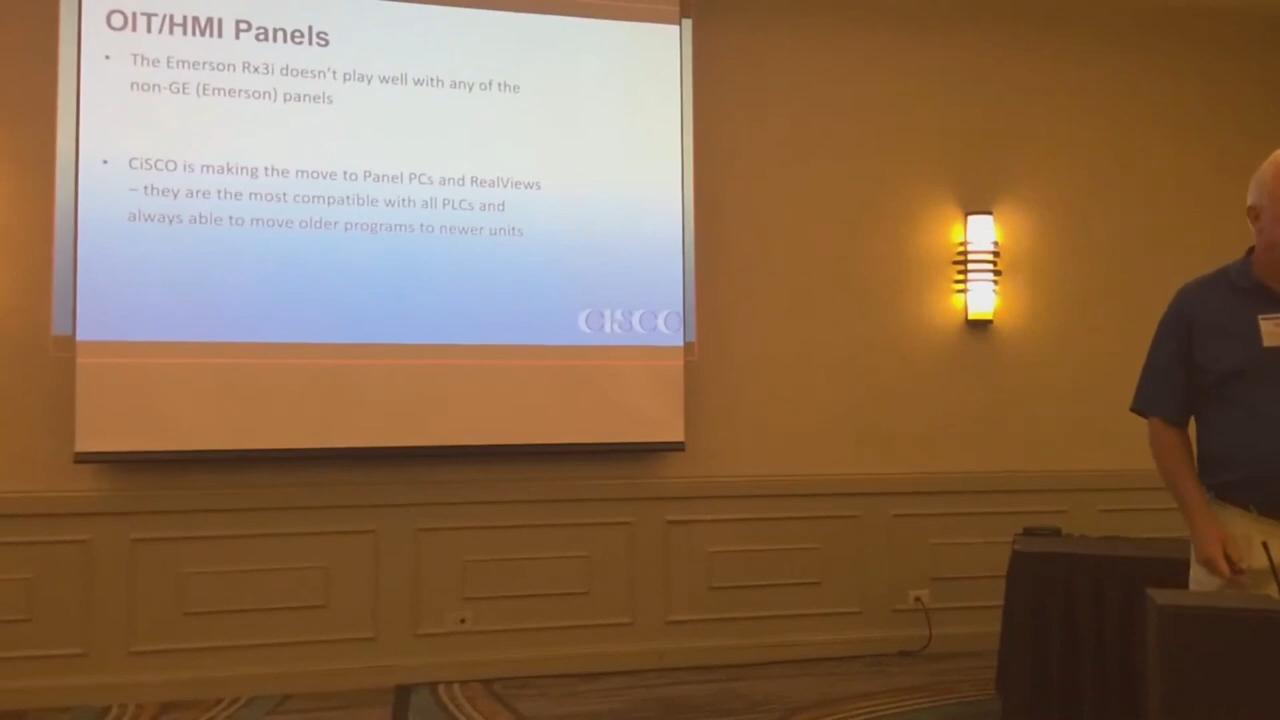 OIT/HMI Panels
• The Emerson Rx3i doesn't play well with any of the
non-GE (Emerson) panels
• CiSCO is making the move to Panel PCs and RealViews
– they are the most compatible with all PLCs and
always able to move older programs to newer units
CISCO